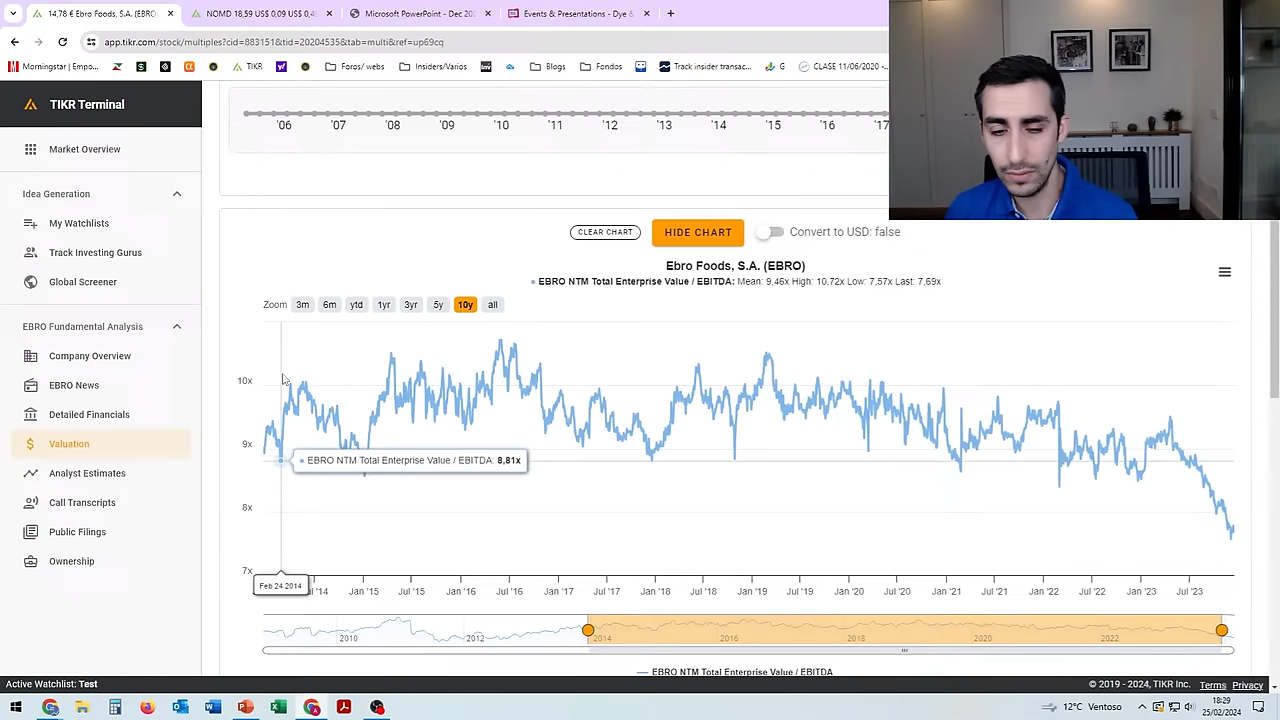 14,78 € Ebro Foods, S.A. (EBRO)
NOMD 18,59 US$ 0,09 US$ 0,4
Microsoft PowerPoint - Dec 202
Events & Presentations - Dye &
app.tikr.com/stock/multiples?cid=883151&tid=20204535&tab=multi&ref=up69cq
Morningstar | Empo...
TIKR
Foros/ webs
Insiders/Varios
Blogs
Fondos
Track insider transac...
G
CLASE 11/06/2020 -...
TIKR Terminal
Market Overview
Idea Generation
My Watchlists
Track Investing Gurus
Global Screener
EBRO Fundamental Analysis
Company Overview
EBRO News
Detailed Financials
Valuation
Analyst Estimates
Call Transcripts
Public Filings
Ownership
'06 '07 '08 '09 '10 '11 '12 '13 '14 '15 '16 '17
CLEAR CHART
HIDE CHART
Convert to USD: false
Ebro Foods, S.A. (EBRO)
EBRO NTM Total Enterprise Value / EBITDA: Mean: 9,46x High: 10,72x Low: 7,57x Last: 7,69x
Zoom 3m 6m ytd 1yr 3yr 5y 10y all
10x
9x
8x
7x
EBRO NTM Total Enterprise Value / EBITDA: 8,81x
Feb 24 2014
'14 Jan '15 Jul '15 Jan '16 Jul '16 Jan '17 Jul '17 Jan '18 Jul '18 Jan '19 Jul '19 Jan '20 Jul '20 Jan '21 Jul '21 Jan '22 Jul '22 Jan '23 Jul '23
2010 2012 2014 2016 2018 2020 2022
EBRO NTM Total Enterprise Value / EBITDA
Active Watchlist: Test
© 2019 - 2024, TIKR Inc. Terms Privacy
12°C Ventoso
18:29
25/02/2024